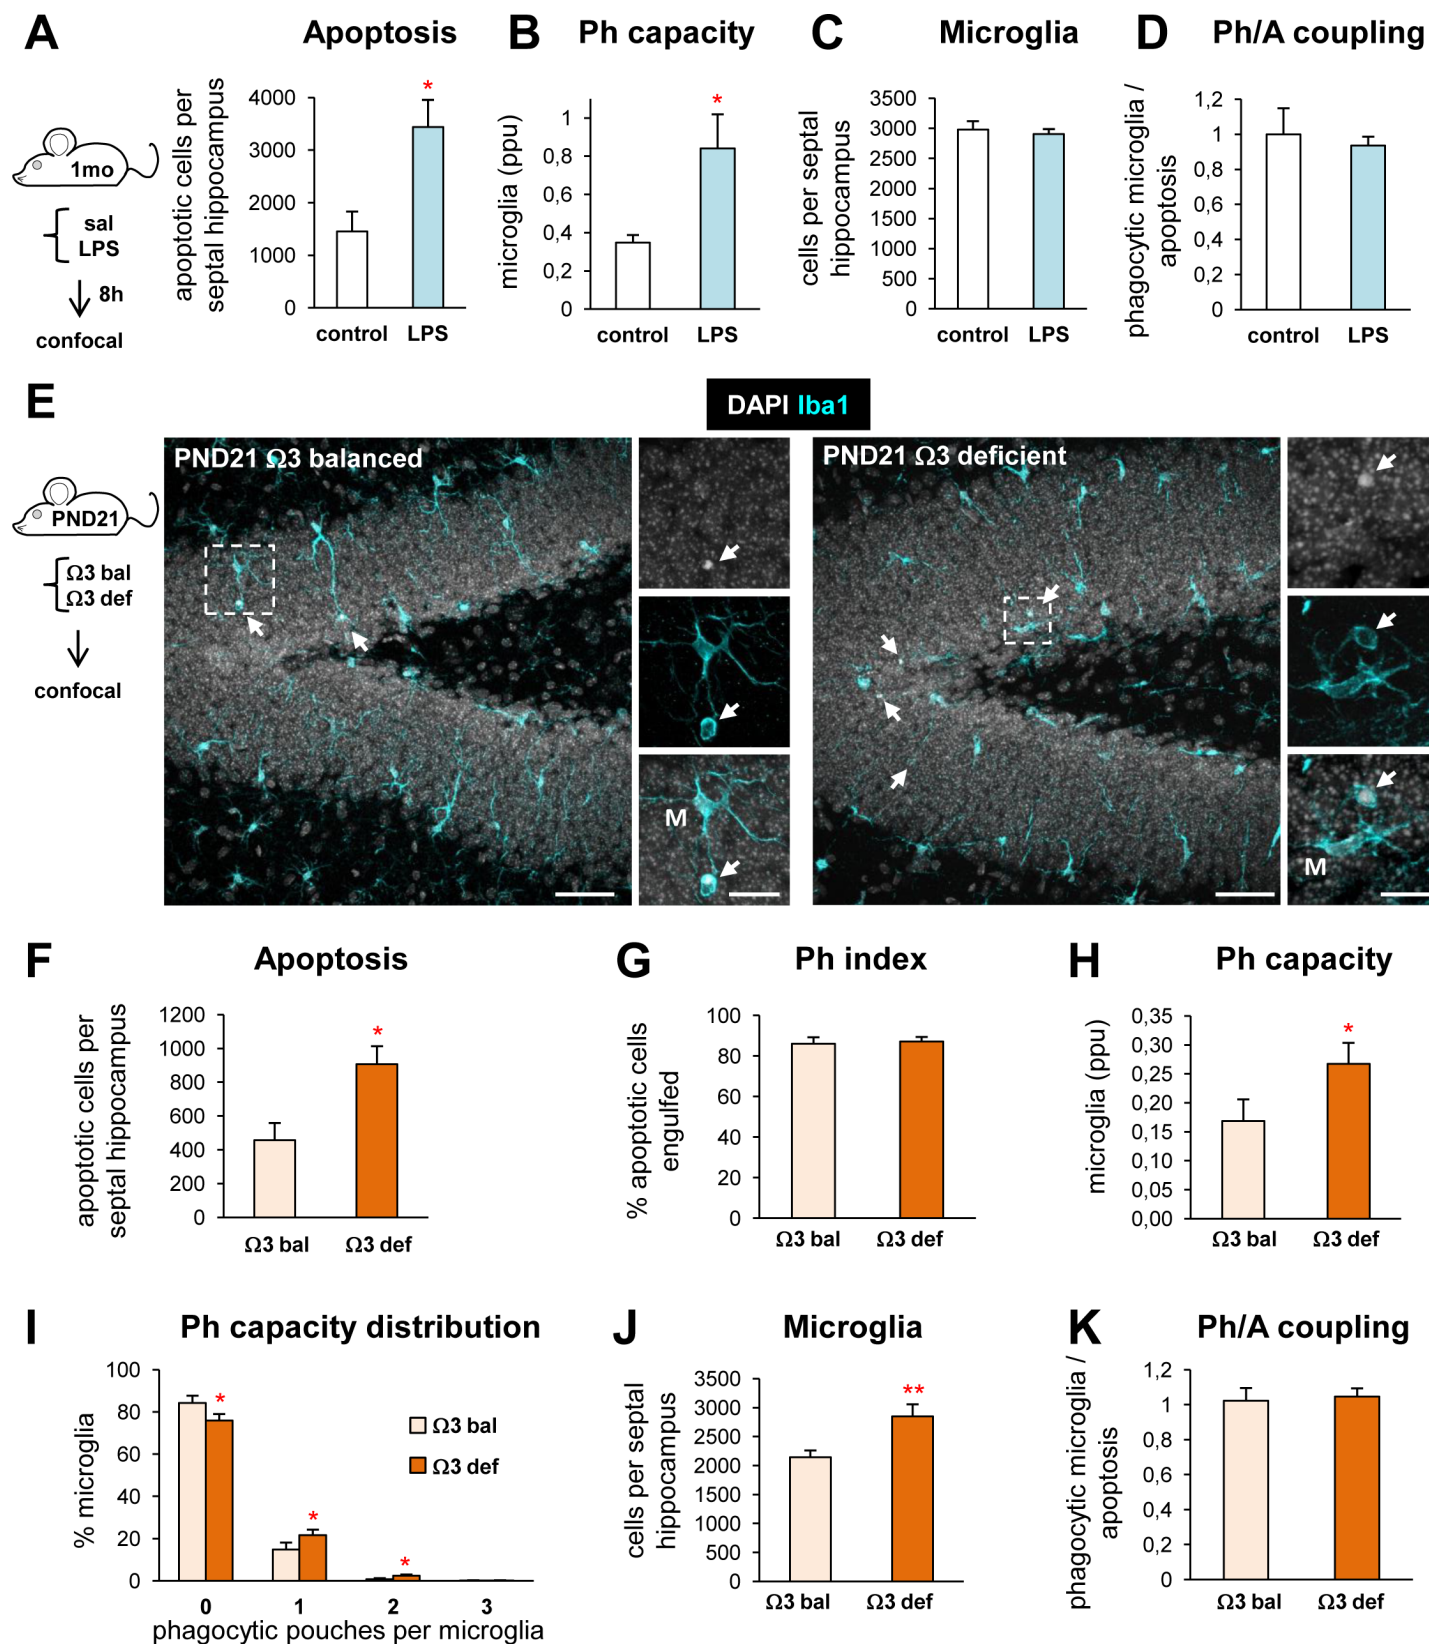 A
Apoptosis
1mo
sal
LPS
8h
confocal
apoptotic cells per
septal hippocampus
4000
3000
2000
1000
0
*
control
LPS
B
Ph capacity
microglia (ppu)
1
0,8
0,6
0,4
0,2
0
*
control
LPS
C
Microglia
cells per septal
hippocampus
3500
3000
2500
2000
1500
1000
500
0
control
LPS
D
Ph/A coupling
phagocytic microglia /
apoptosis
1,2
1
0,8
0,6
0,4
0,2
0
control
LPS
E
DAPI Iba1
PND21
Ω3 bal
Ω3 def
confocal
PND21 Ω3 balanced
M
PND21 Ω3 deficient
M
F
Apoptosis
apoptotic cells per
septal hippocampus
1200
1000
800
600
400
200
0
*
Ω3 bal
Ω3 def
G
Ph index
% apoptotic cells
engulfed
100
80
60
40
20
0
Ω3 bal
Ω3 def
H
Ph capacity
microglia (ppu)
0,35
0,30
0,25
0,20
0,15
0,10
0,05
0,00
*
Ω3 bal
Ω3 def
I
Ph capacity distribution
% microglia
100
80
60
40
20
0
*
*
*
Ω3 bal
Ω3 def
0
1
2
3
phagocytic pouches per microglia
J
Microglia
cells per septal
hippocampus
3500
3000
2500
2000
1500
1000
500
0
**
Ω3 bal
Ω3 def
K
Ph/A coupling
phagocytic microglia /
apoptosis
1,2
1
0,8
0,6
0,4
0,2
0
Ω3 bal
Ω3 def